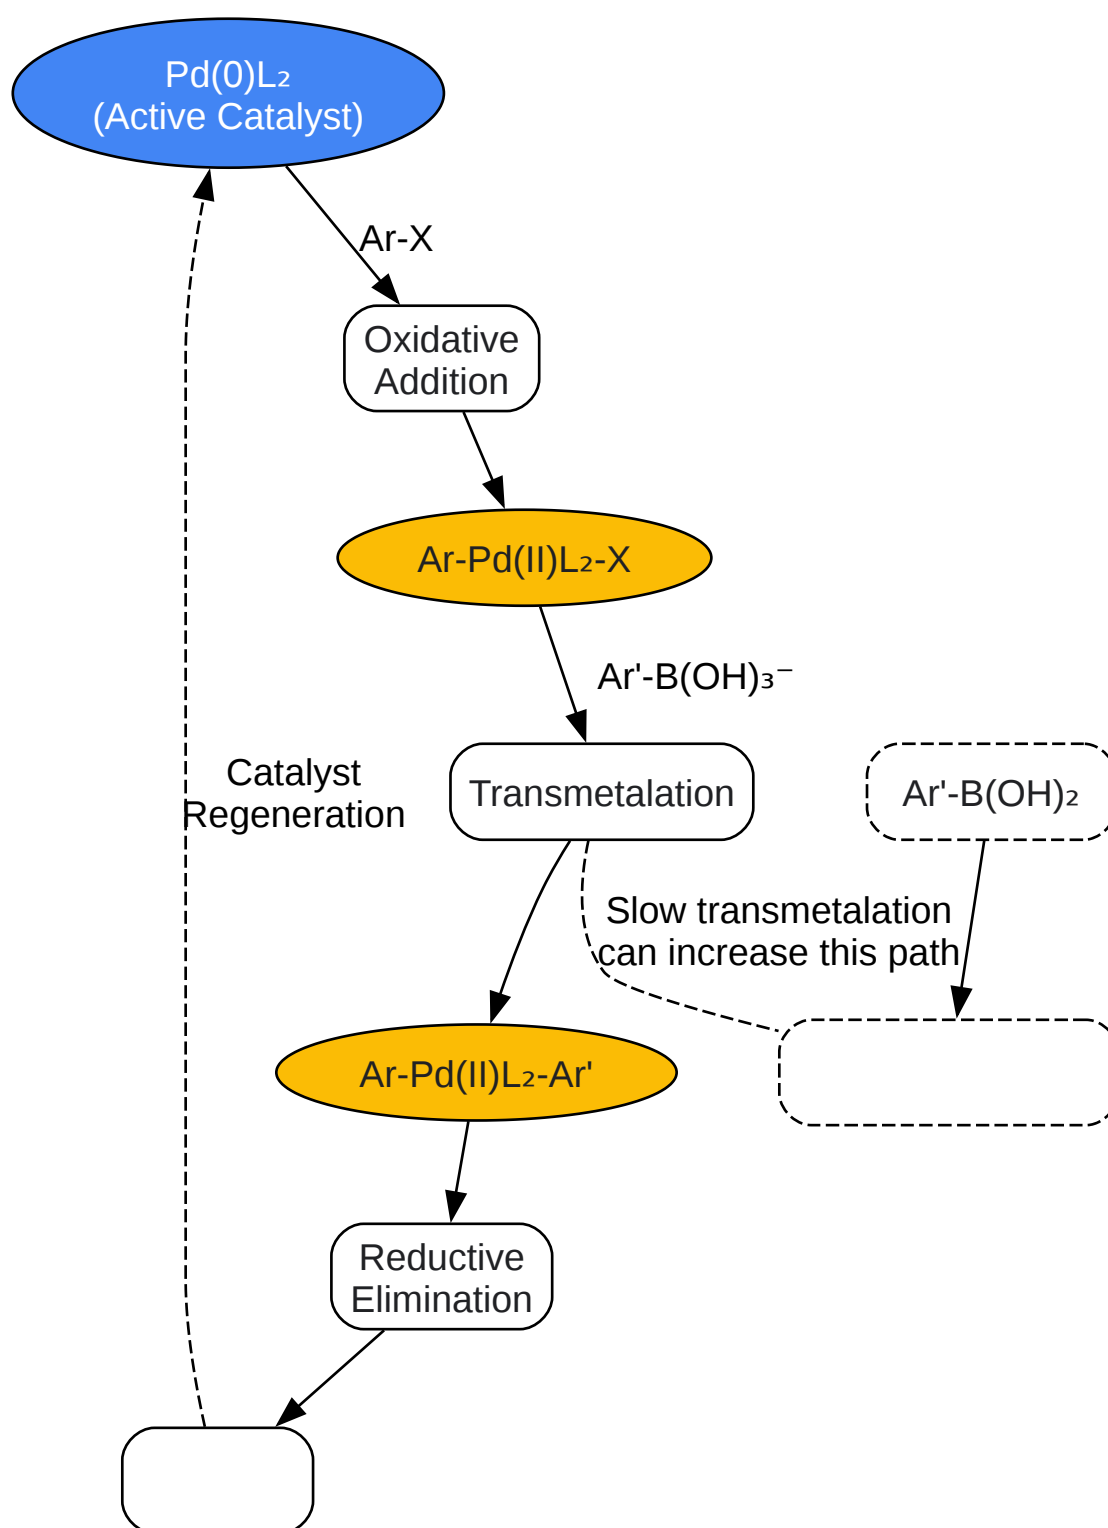 Pd(0)L₂
(Active Catalyst)
Ar-X
Oxidative
Addition
Ar-Pd(II)L₂-X
Ar'-B(OH)₃⁻
Catalyst
Regeneration
Transmetalation
Ar'-B(OH)₂
Slow transmetalation
can increase this path
Ar-Pd(II)L₂-Ar'
Reductive
Elimination